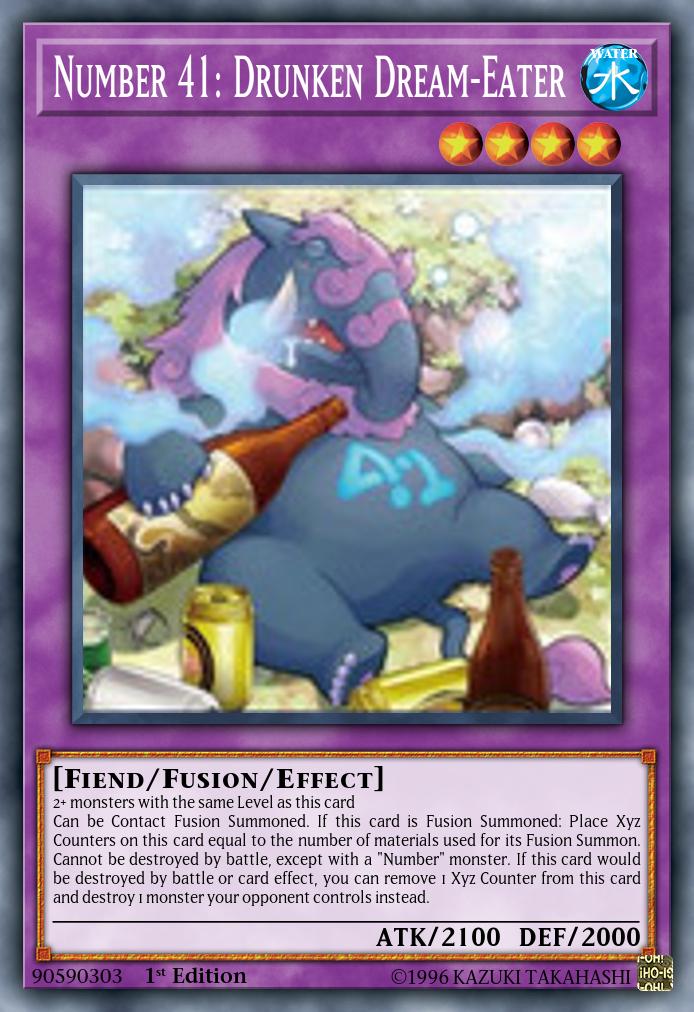 Number 41: Drunken Dream-Eater
WATER
水
41
[Fiend/Fusion/Effect]
2+ monsters with the same Level as this card
Can be Contact Fusion Summoned. If this card is Fusion Summoned: Place Xyz
Counters on this card equal to the number of materials used for its Fusion Summon.
Cannot be destroyed by battle, except with a "Number" monster. If this card would
be destroyed by battle or card effect, you can remove 1 Xyz Counter from this card
and destroy 1 monster your opponent controls instead.
ATK/2100 DEF/2000
90590303 1st Edition ©1996 KAZUKI TAKAHASHI